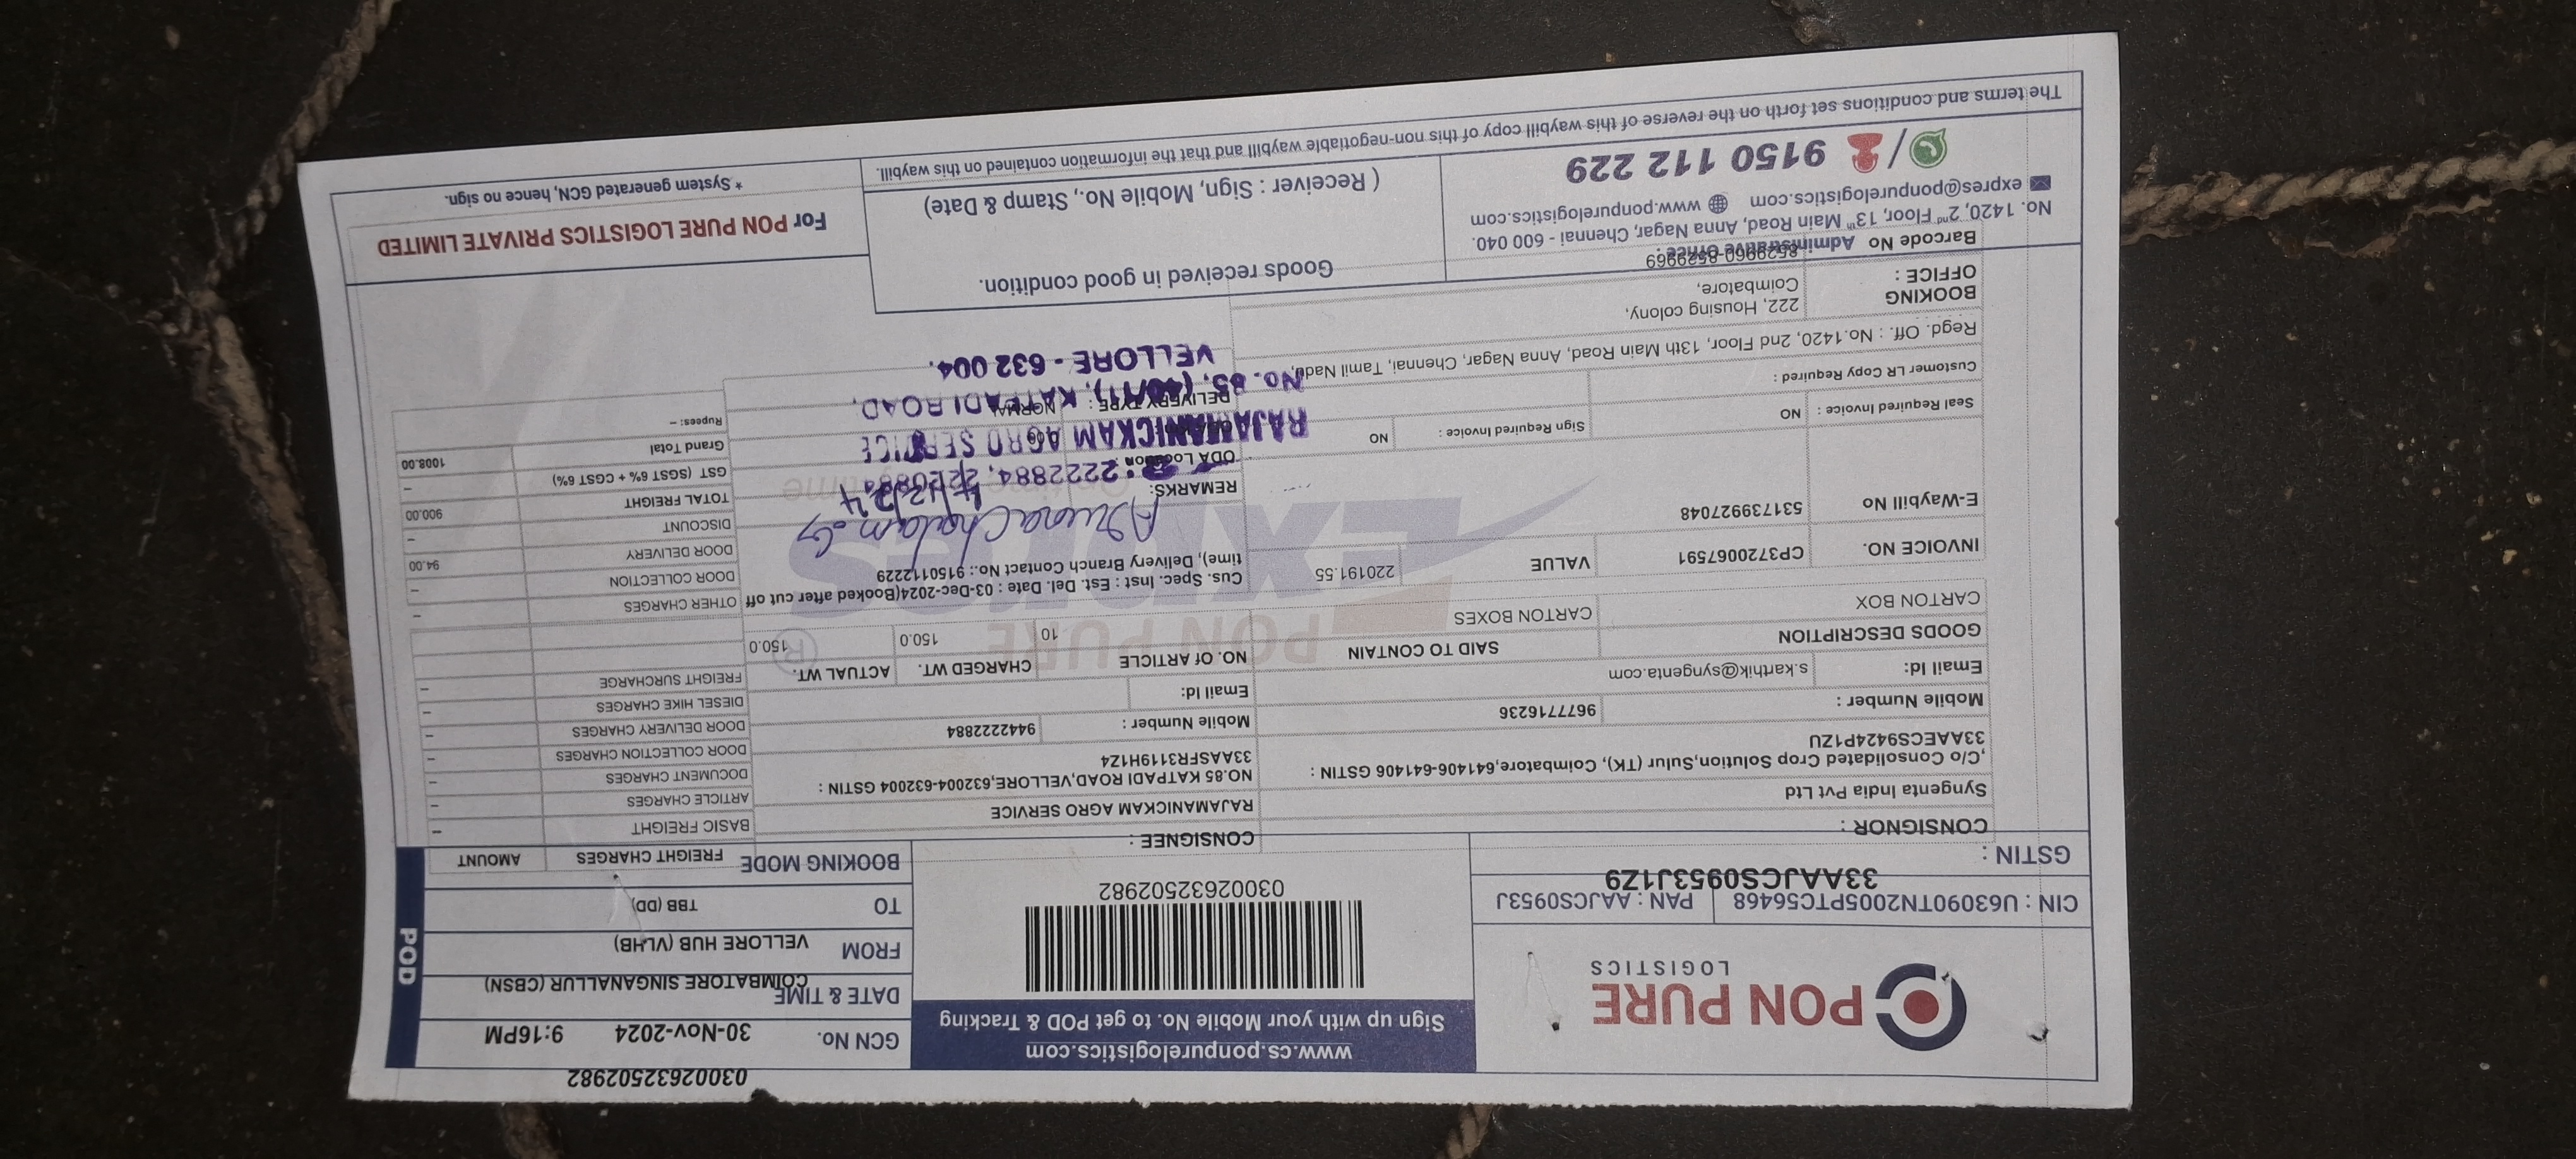 030026325​02982
PON PURE
LOGISTICS
www.cs.ponpurelogistics.com
Sign up with your Mobile No. to get POD & Tracking
03002632502982
GCN No.
30-Nov-2024 9:16PM
DATE & TIME
COIMBATORE SINGANALLUR (CBSN)
FROM
VELLORE HUB (VLHB)
TO
TBB (DD)
BOOKING MODE
POD
CIN : U63090TN2005PTC56468 PAN : AAJCS0953J
GSTIN :
33AAJCS0953J1Z9
CONSIGNOR :
Syngenta India Pvt Ltd
,C/o Consolidated Crop Solution,Sulur (TK), Coimbatore,641406-641406 GSTIN :
33AAECS9424P1ZU
Mobile Number : 9677716236
Email Id: s.karthik@syngenta.com
CONSIGNEE :
RAJAMANICKAM AGRO SERVICE
NO.85 KATPADI ROAD,VELLORE,632004-632004 GSTIN :
33AASFR3119H1Z4
Mobile Number : 9442222884
Email Id:
FREIGHT CHARGES AMOUNT
BASIC FREIGHT –
ARTICLE CHARGES –
DOCUMENT CHARGES –
DOOR COLLECTION CHARGES –
DOOR DELIVERY CHARGES –
DIESEL HIKE CHARGES –
FREIGHT SURCHARGE –
OTHER CHARGES –
DOOR COLLECTION –
DOOR DELIVERY 94.00
DISCOUNT –
TOTAL FREIGHT 900.00
GST (SGST 6% + CGST 6%) –
Grand Total 1008.00
Rupees: –
GOODS DESCRIPTION SAID TO CONTAIN NO. Of ARTICLE CHARGED WT. ACTUAL WT.
CARTON BOX CARTON BOXES 10 150.0 150.0
PON PURE
Expres
INVOICE NO. CP3720067591 VALUE 220191.55
E-Waybill No 531739927048
Cus. Spec. Inst : Est. Del. Date : 03-Dec-2024(Booked after cut off
time), Delivery Branch Contact No.: 9150112229
REMARKS:
Arunachalam
4/12/24
ODA Location :
: 2222884, 2220884
RAJAMANICKAM AGRO SERVICE
No. 85, (40/11), KATPADI ROAD,
VELLORE - 632 004.
DELIVERY TYPE : NORMAL
Seal Required Invoice : NO Sign Required Invoice : NO
Customer LR Copy Required :
Regd. Off. : No.1420, 2nd Floor, 13th Main Road, Anna Nagar, Chennai, Tamil Nadu,
BOOKING
OFFICE :
222, Housing colony,
Coimbatore,
Barcode No 8529960-8529969
Administrative Office :
No. 1420, 2nd Floor, 13th Main Road, Anna Nagar, Chennai - 600 040.
expres@ponpurelogistics.com www.ponpurelogistics.com
9150 112 229
Goods received in good condition.
( Receiver : Sign, Mobile No., Stamp & Date)
For PON PURE LOGISTICS PRIVATE LIMITED
* System generated GCN, hence no sign.
The terms and conditions set forth on the reverse of this waybill copy of this non-negotiable waybill and that the information contained on this waybill.